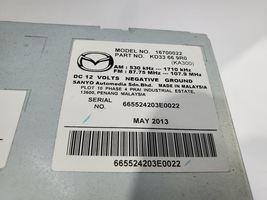 MODEL NO. 16700022
PART NO. KD33 66 9R0
(KA300)
AM : 530 kHz --- 1710 kHz
FM : 87.75 MHz --- 107.9 MHz
DC 12 VOLTS NEGATIVE GROUND
SANYO Automedia Sdn.Bhd. MADE IN MALAYSIA
PLOT 10 PHASE 4 PRAI INDUSTRIAL ESTATE,
13600, PENANG MALAYSIA
SERIAL
NO. 665524203E0022
MAY 2013
665524203E0022